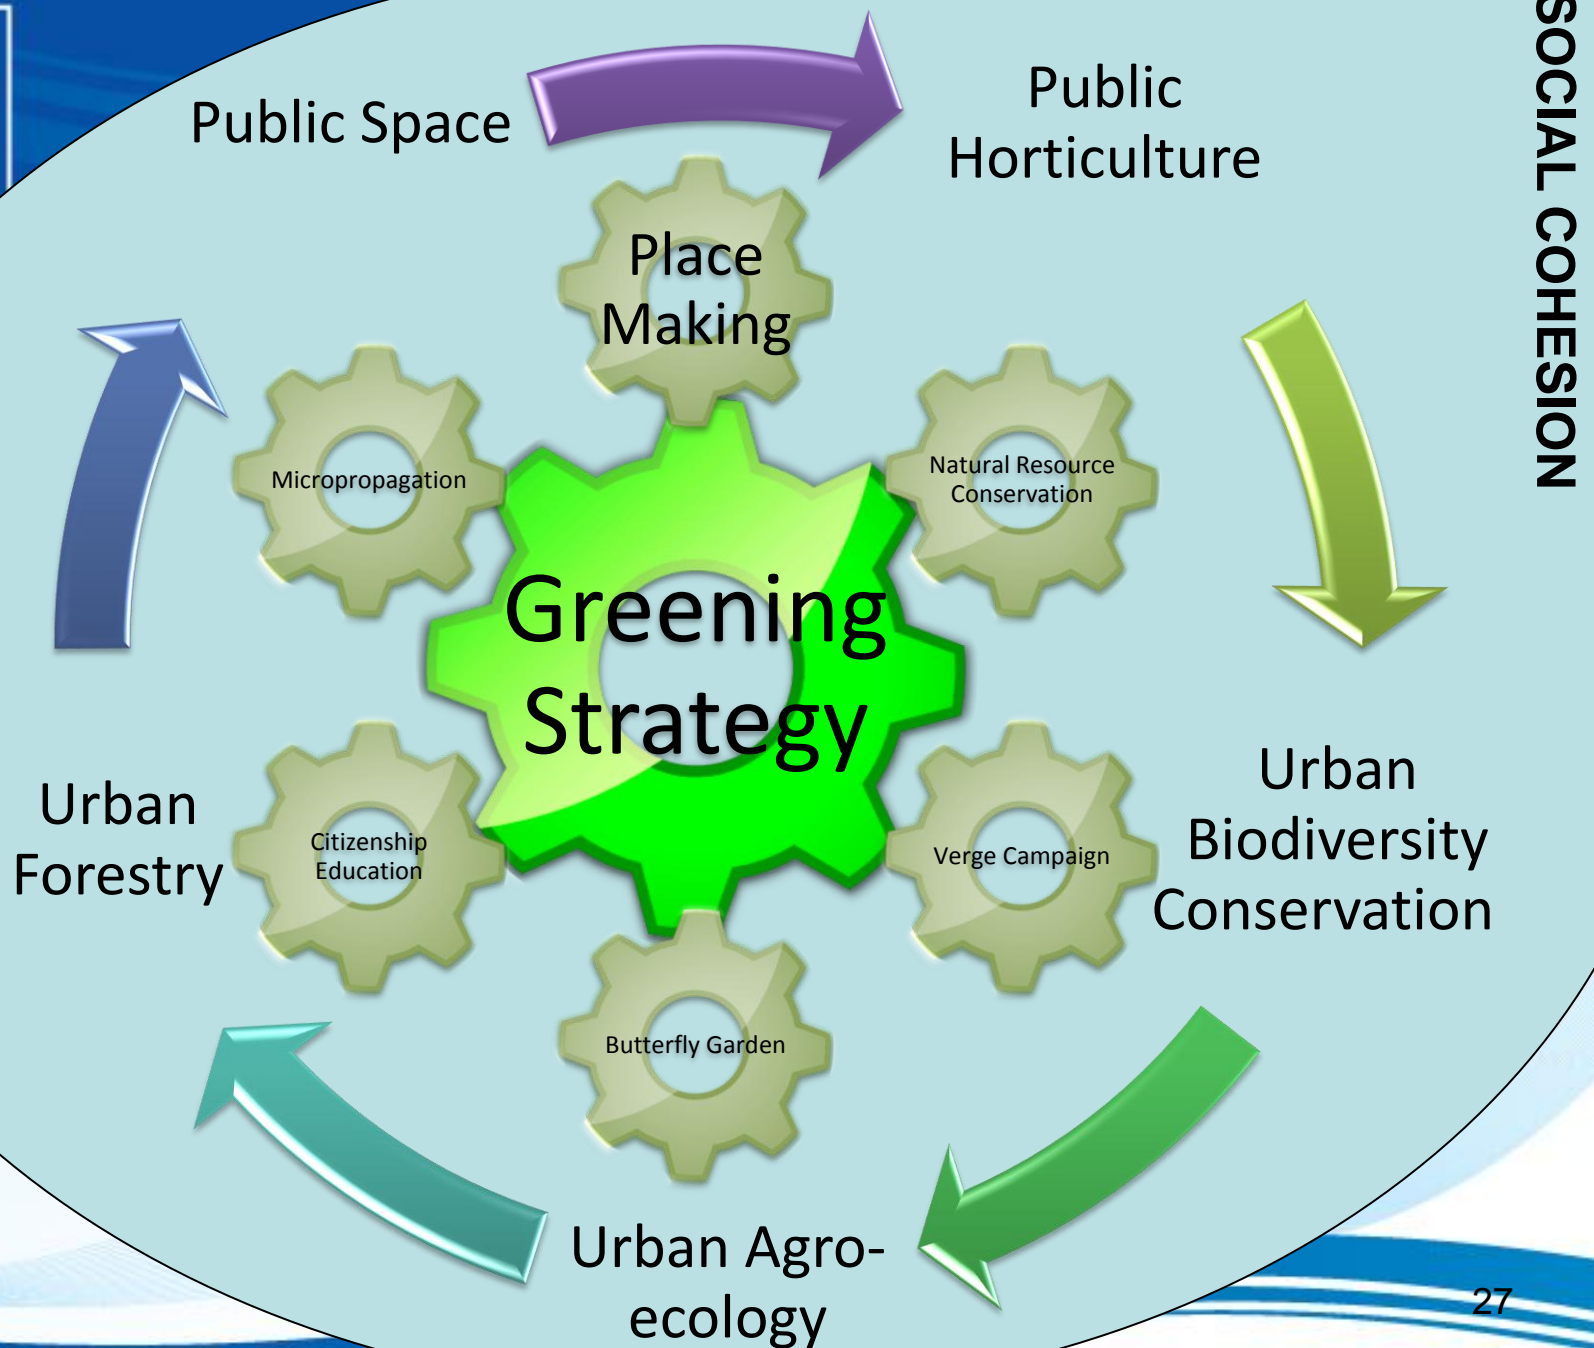 Public Space
Public
Horticulture
SOCIAL COHESION
Place
Making
Micropropagation
Natural Resource
Conservation
Greening
Strategy
Urban
Forestry
Citizenship
Education
Verge Campaign
Urban
Biodiversity
Conservation
Butterfly Garden
Urban Agro-
ecology
27